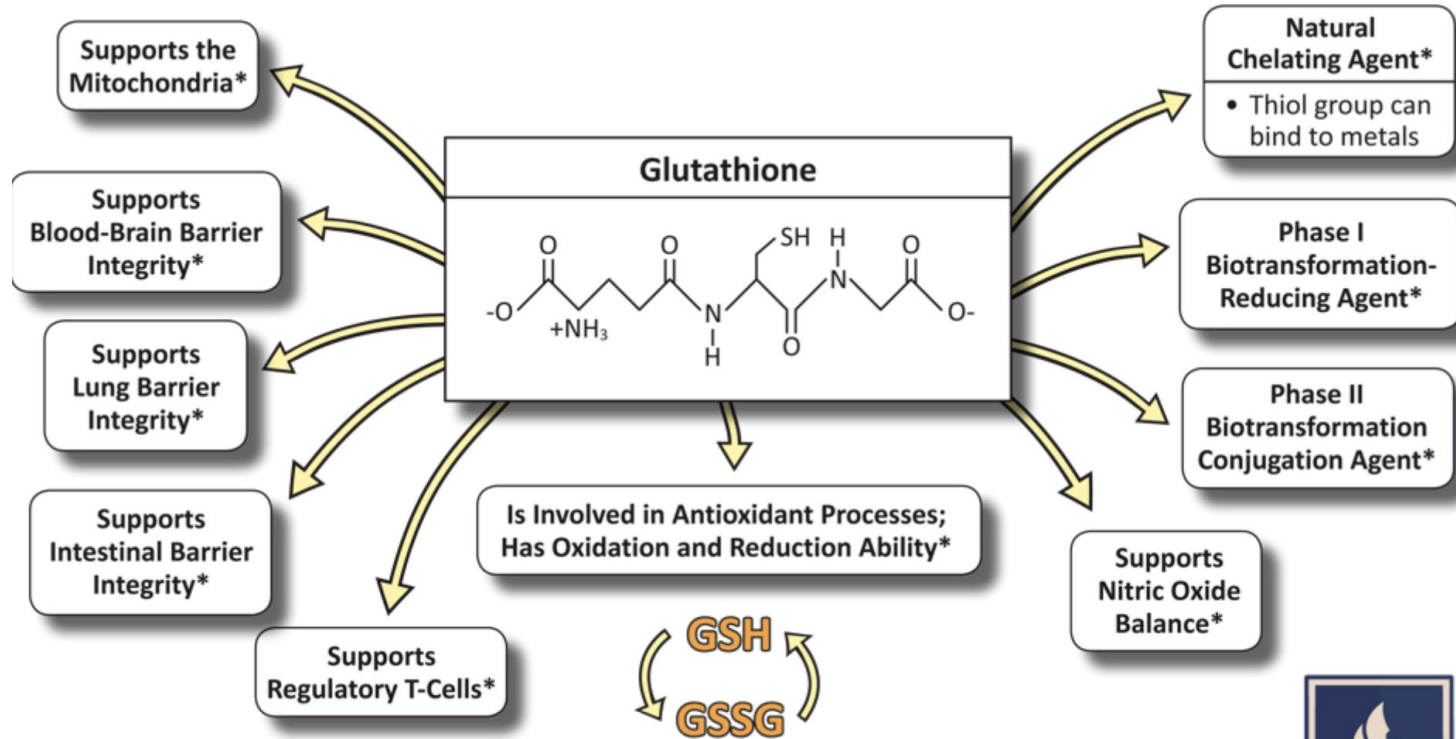 Supports the
Mitochondria*
Supports
Blood-Brain Barrier
Integrity*
Supports
Lung Barrier
Integrity*
Supports
Intestinal Barrier
Integrity*
Supports
Regulatory T-Cells*
Glutathione
-O
O
+NH₃
O
N
H
SH
O
H
N
O
O-
Is Involved in Antioxidant Processes;
Has Oxidation and Reduction Ability*
GSH
GSSG
Natural
Chelating Agent*
• Thiol group can
bind to metals
Phase I
Biotransformation-
Reducing Agent*
Phase II
Biotransformation
Conjugation Agent*
Supports
Nitric Oxide
Balance*